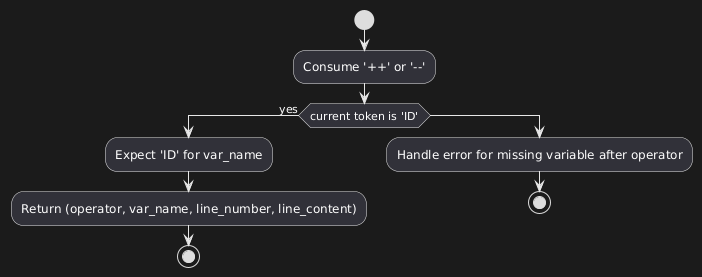 Consume '++' or '--'
yes
current token is 'ID'
Expect 'ID' for var_name
Handle error for missing variable after operator
Return (operator, var_name, line_number, line_content)